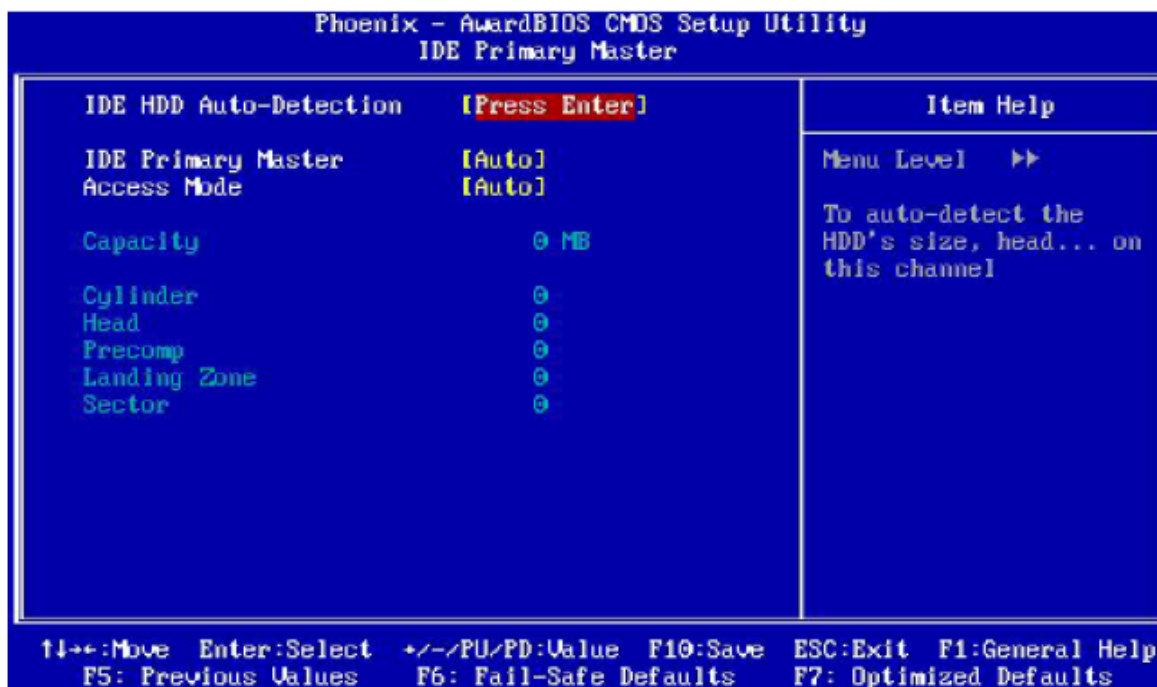 Phoenix - AwardBIOS CMOS Setup Utility
IDE Primary Master
IDE HDD Auto-Detection [Press Enter]
IDE Primary Master [Auto]
Access Mode [Auto]
Capacity 0 MB
Cylinder 0
Head 0
Precomp 0
Landing Zone 0
Sector 0
Item Help
Menu Level ▶▶
To auto-detect the
HDD's size, head... on
this channel
↑↓→←:Move Enter:Select +/-/PU/PD:Value F10:Save ESC:Exit F1:General Help
F5: Previous Values F6: Fail-Safe Defaults F7: Optimized Defaults